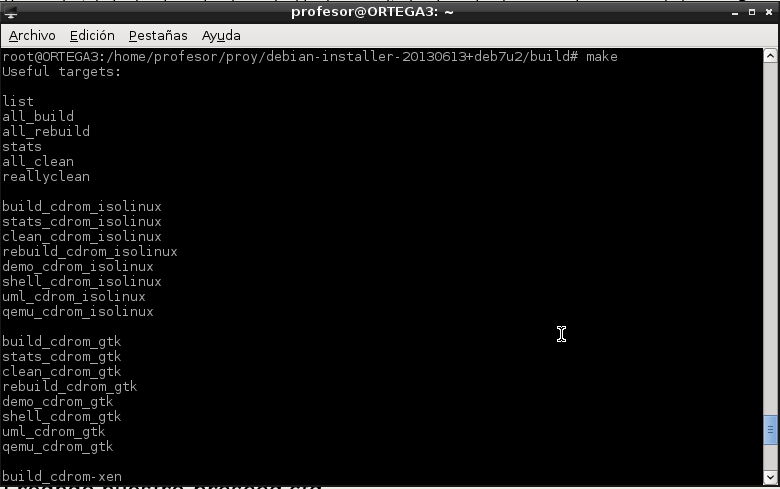 profesor@ORTEGA3: ~
Archivo Edición Pestañas Ayuda
root@ORTEGA3:/home/profesor/proy/debian-installer-20130613+deb7u2/build# make
Useful targets:
list
all_build
all_rebuild
stats
all_clean
reallyclean
build_cdrom_isolinux
stats_cdrom_isolinux
clean_cdrom_isolinux
rebuild_cdrom_isolinux
demo_cdrom_isolinux
shell_cdrom_isolinux
uml_cdrom_isolinux
qemu_cdrom_isolinux
build_cdrom_gtk
stats_cdrom_gtk
clean_cdrom_gtk
rebuild_cdrom_gtk
demo_cdrom_gtk
shell_cdrom_gtk
uml_cdrom_gtk
qemu_cdrom_gtk
build_cdrom-xen